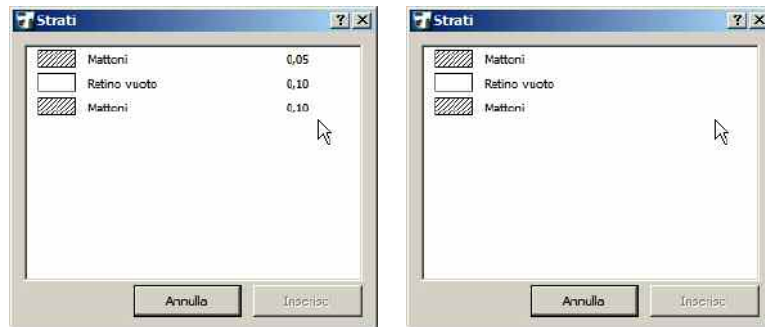 Strati
Mattoni 0,05
Retino vuoto 0,10
Mattoni 0,10
Annulla Inserisc
Strati
Mattoni
Retino vuoto
Mattoni
Annulla Inserisc